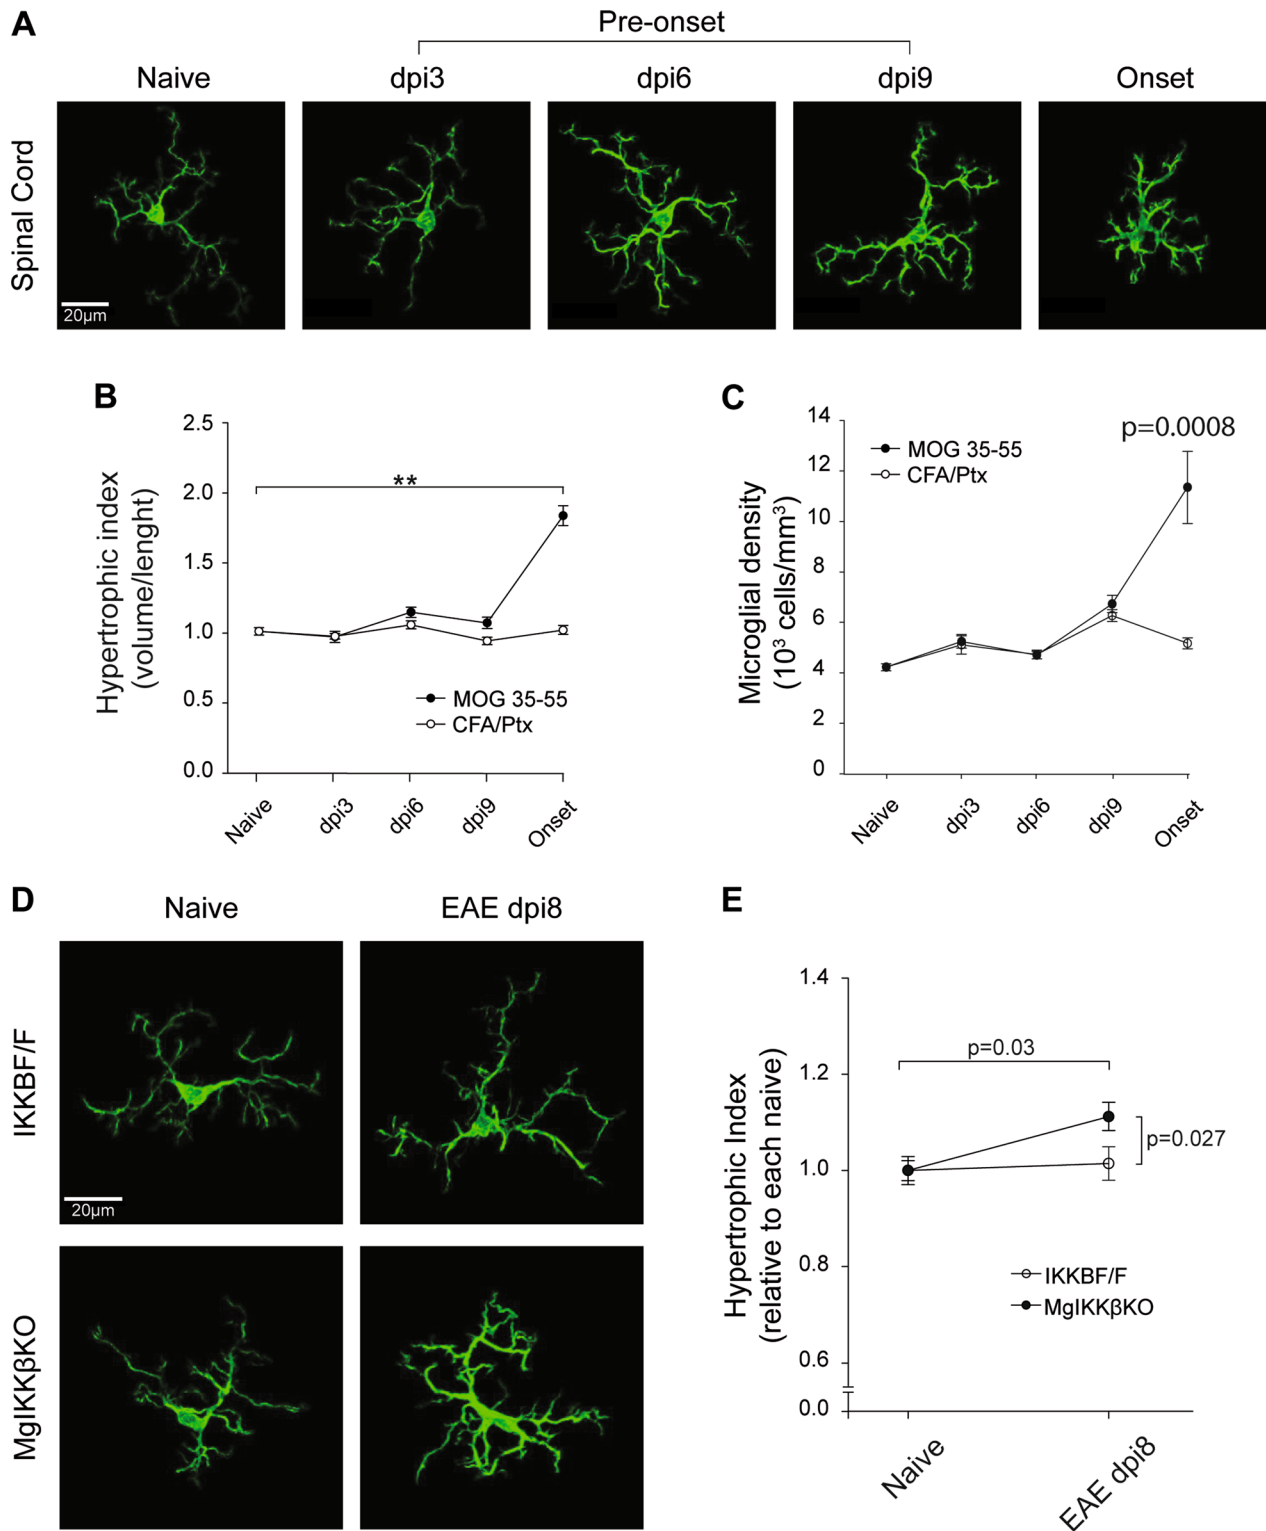 A
Pre-onset
Naive
dpi3
dpi6
dpi9
Onset
Spinal Cord
20µm
B
Hypertrophic index
(volume/lenght)
2.5
2.0
1.5
1.0
0.5
0.0
**
MOG 35-55
CFA/Ptx
Naive
dpi3
dpi6
dpi9
Onset
C
Microglial density
(10³ cells/mm³)
14
12
10
8
6
4
2
0
MOG 35-55
CFA/Ptx
p=0.0008
Naive
dpi3
dpi6
dpi9
Onset
D
Naive
EAE dpi8
IKKBF/F
20µm
MgIKKβKO
E
Hypertrophic Index
(relative to each naive)
1.4
1.2
1.0
0.8
0.6
0.0
p=0.03
p=0.027
IKKBF/F
MgIKKβKO
Naive
EAE dpi8